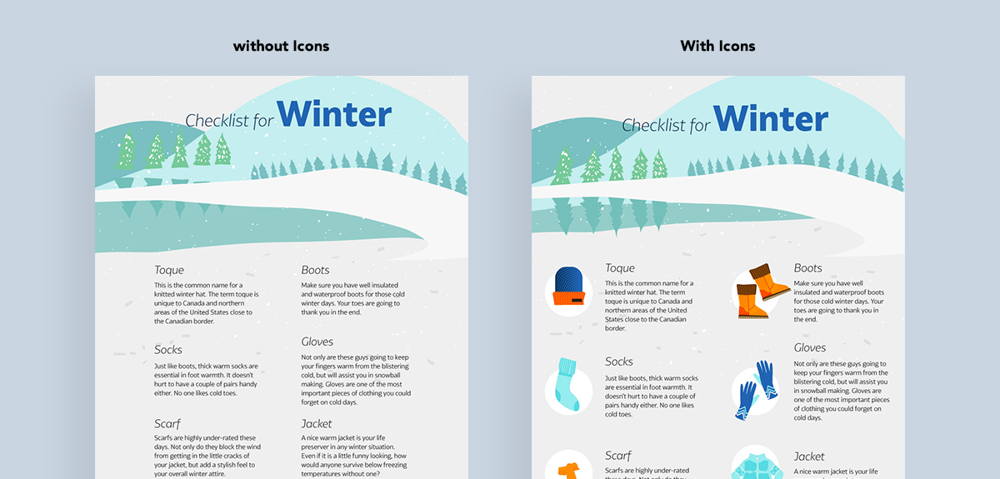 without Icons
Checklist for Winter
Toque
This is the common name for a
knitted winter hat. The term toque is
unique to Canada and northern
areas of the United States close to
the Canadian border.
Socks
Just like boots, thick warm socks are
essential in foot warmth. It doesn't
hurt to have a couple of pairs handy
either. No one likes cold toes.
Scarf
Scarfs are highly under-rated these
days. Not only do they block the wind
from getting in the little cracks of
your jacket, but add a stylish feel to
your overall winter attire.
Boots
Make sure you have well insulated
and waterproof boots for those cold
winter days. Your toes are going to
thank you in the end.
Gloves
Not only are these guys going to keep
your fingers warm from the blistering
cold, but will assist you in snowball
making. Gloves are one of the most
important pieces of clothing you could
forget on cold days.
Jacket
A nice warm jacket is your life
preserver in any winter situation.
Even if it is a little funny looking, how
would anyone survive below freezing
temperatures without one?
With Icons
Checklist for Winter
Toque
This is the common name for a
knitted winter hat. The term
toque is unique to Canada and
northern areas of the United
States close to the Canadian
border.
Socks
Just like boots, thick warm socks
are essential in foot warmth. It
doesn't hurt to have a couple of
pairs handy either. No one likes
cold toes.
Scarf
Scarfs are highly under-rated
these days. Not only do they
Boots
Make sure you have well
insulated and waterproof boots
for those cold winter days. Your
toes are going to thank you in
the end.
Gloves
Not only are these guys going to
keep your fingers warm from the
blistering cold, but will assist you
in snowball making. Gloves are
one of the most important pieces
of clothing you could forget on
cold days.
Jacket
A nice warm jacket is your life